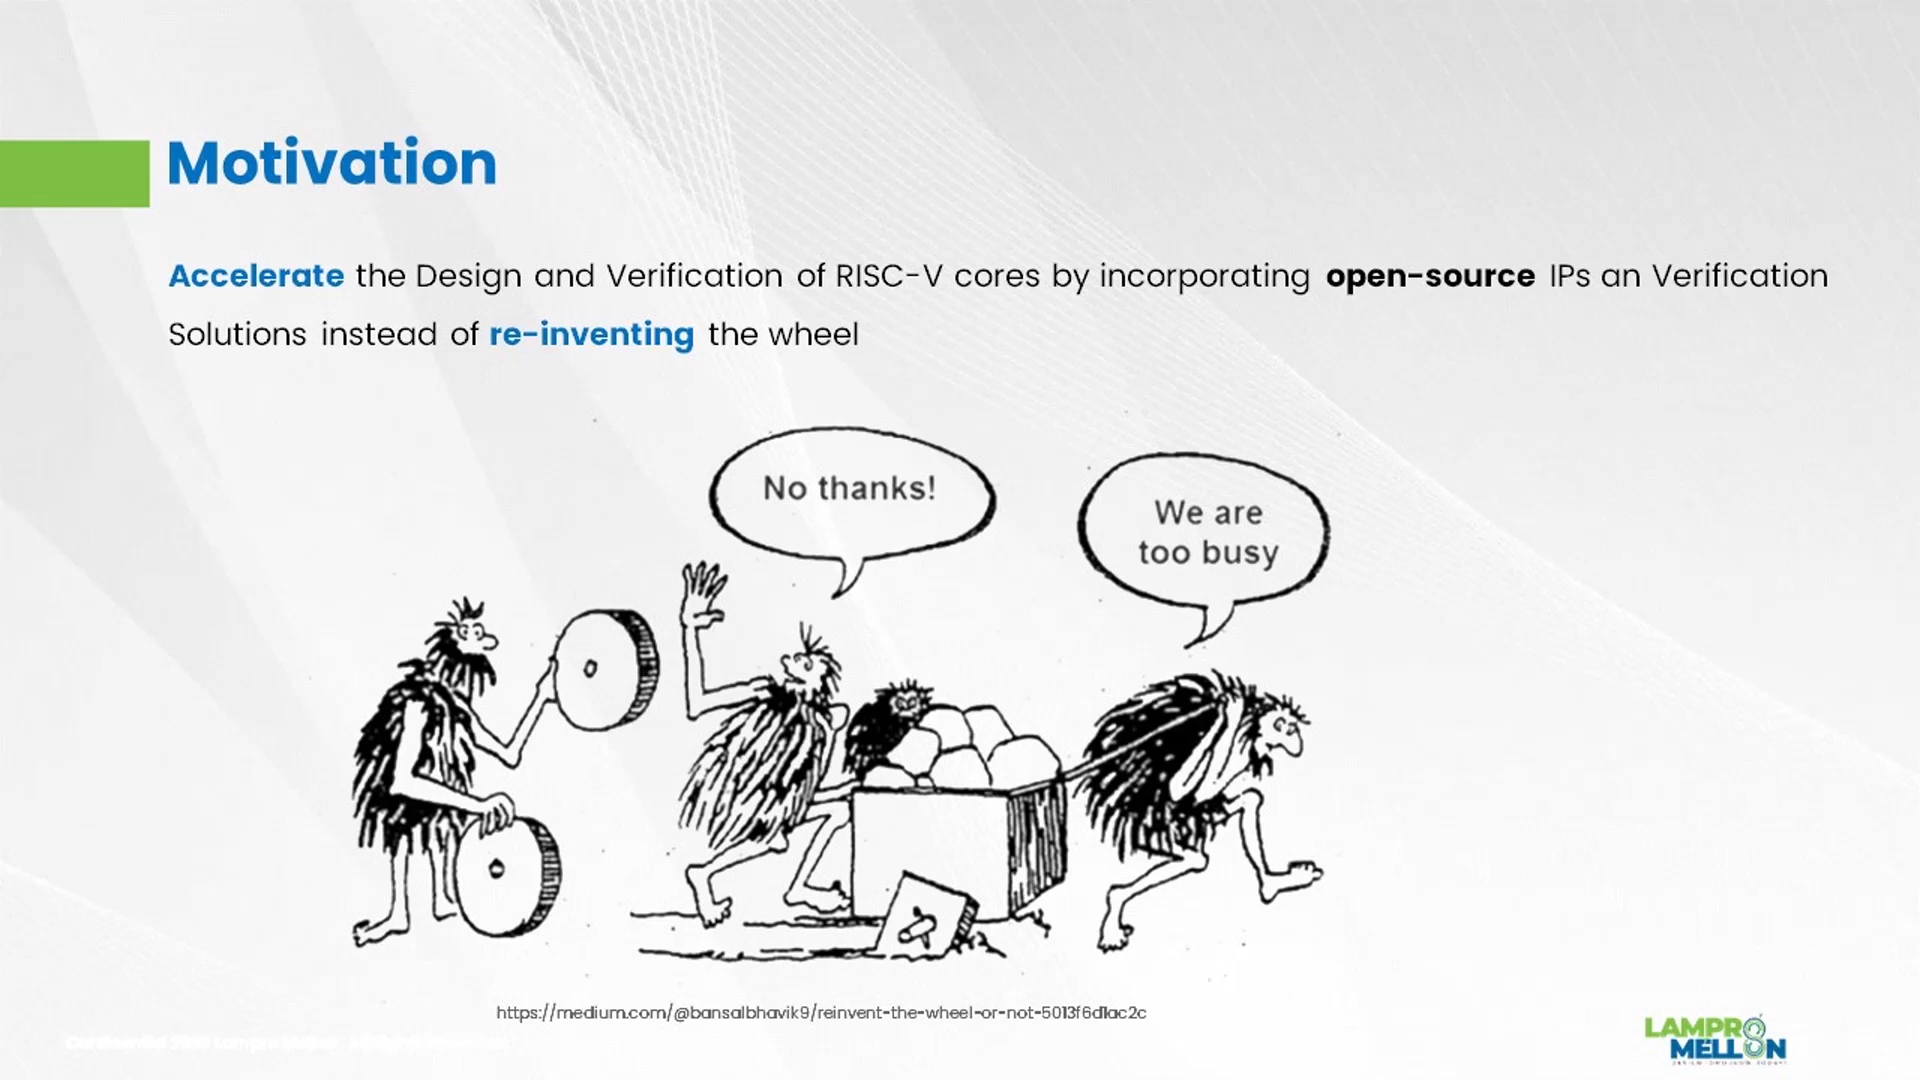 Motivation
Accelerate the Design and Verification of RISC-V cores by incorporating open-source IPs an Verification
Solutions instead of re-inventing the wheel
No thanks!
We are
too busy
https://medium.com/@bansalbhavik9/reinvent-the-wheel-or-not-5013f6d1ac2c
LAMPRO
MELLON